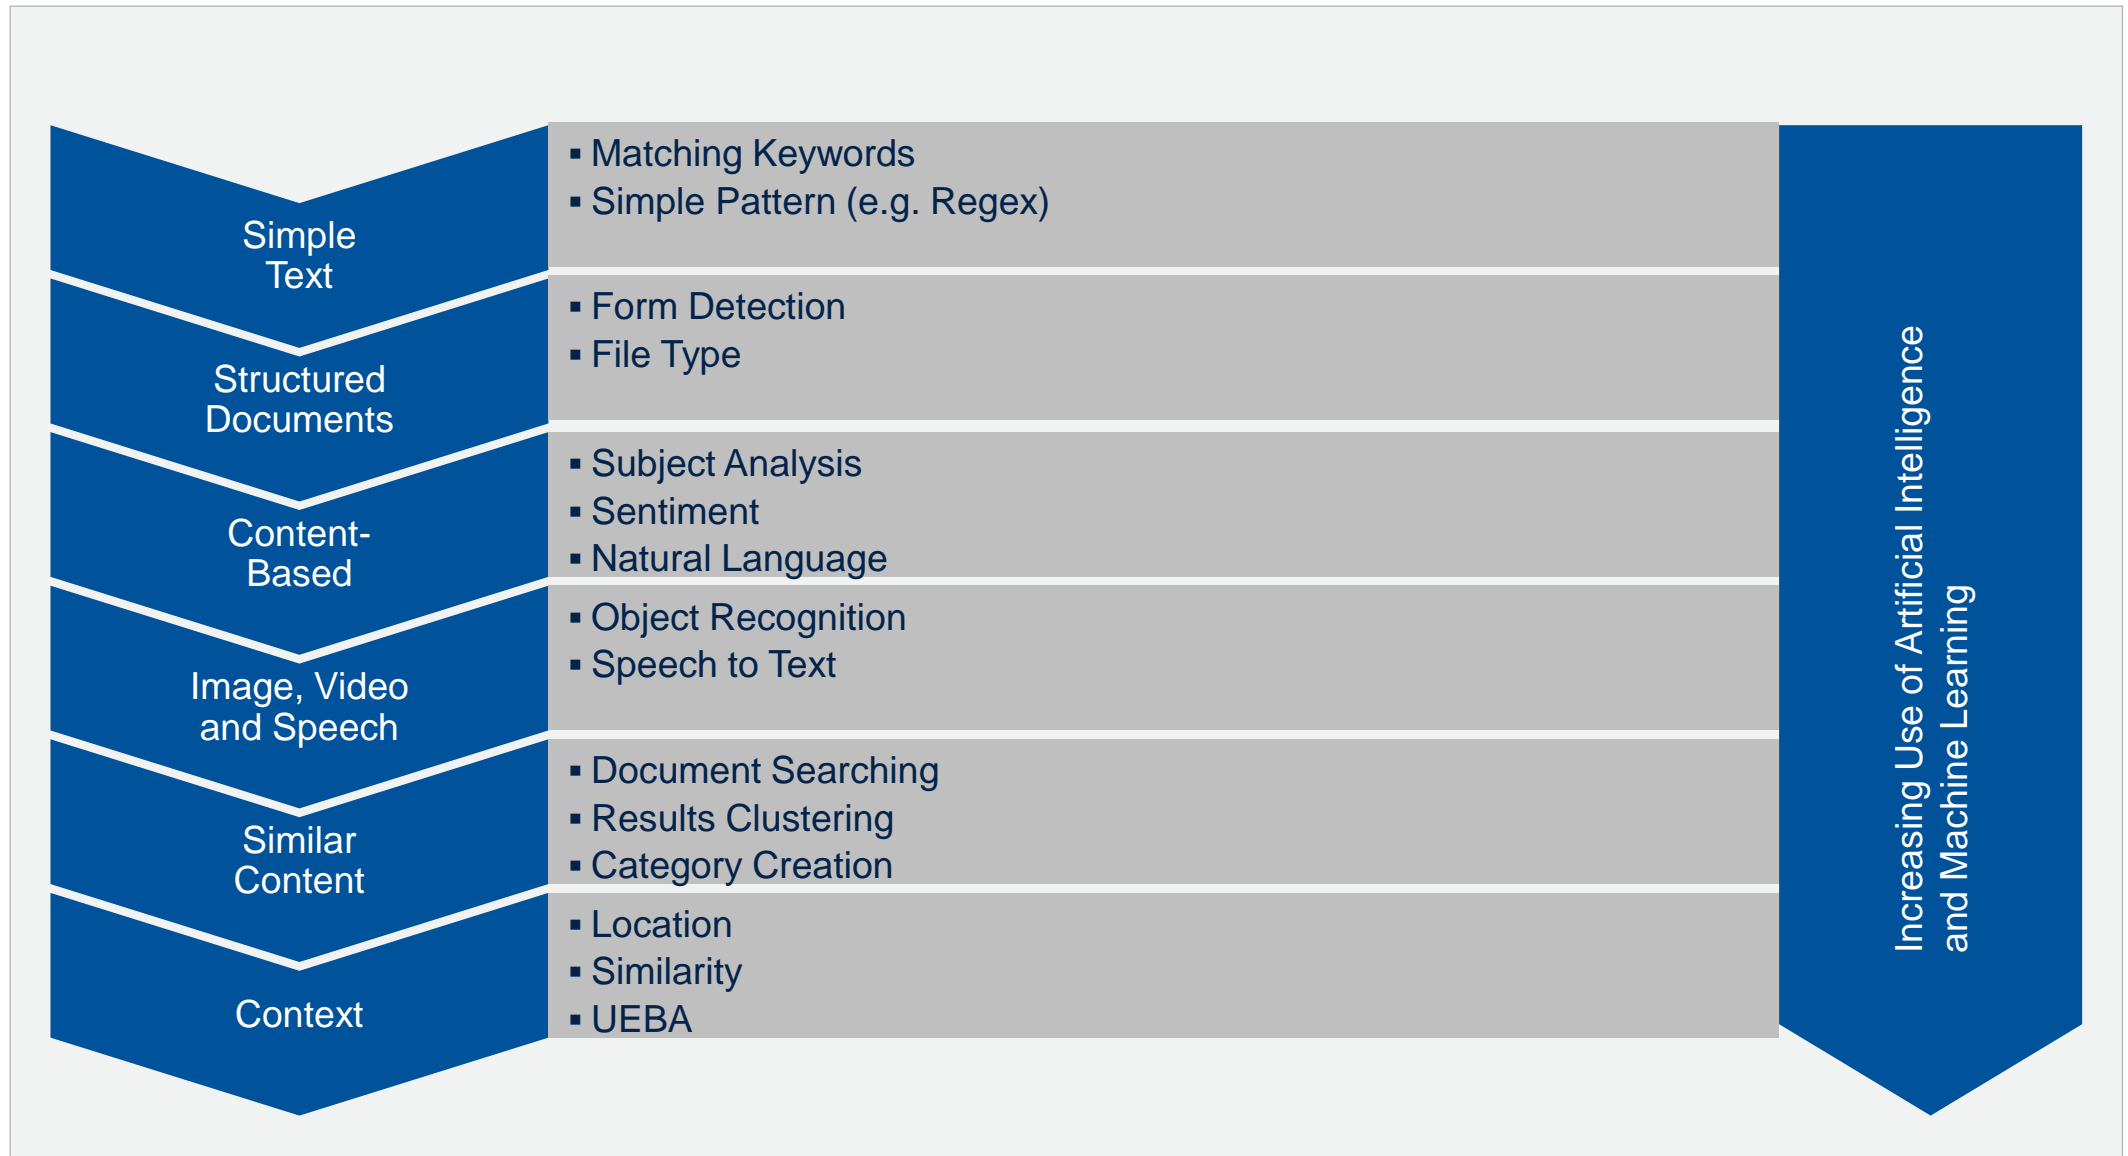 Simple
Text
▪ Matching Keywords
▪ Simple Pattern (e.g. Regex)
Structured
Documents
▪ Form Detection
▪ File Type
Content-
Based
▪ Subject Analysis
▪ Sentiment
▪ Natural Language
Image, Video
and Speech
▪ Object Recognition
▪ Speech to Text
Similar
Content
▪ Document Searching
▪ Results Clustering
▪ Category Creation
Context
▪ Location
▪ Similarity
▪ UEBA
Increasing Use of Artificial Intelligence
and Machine Learning